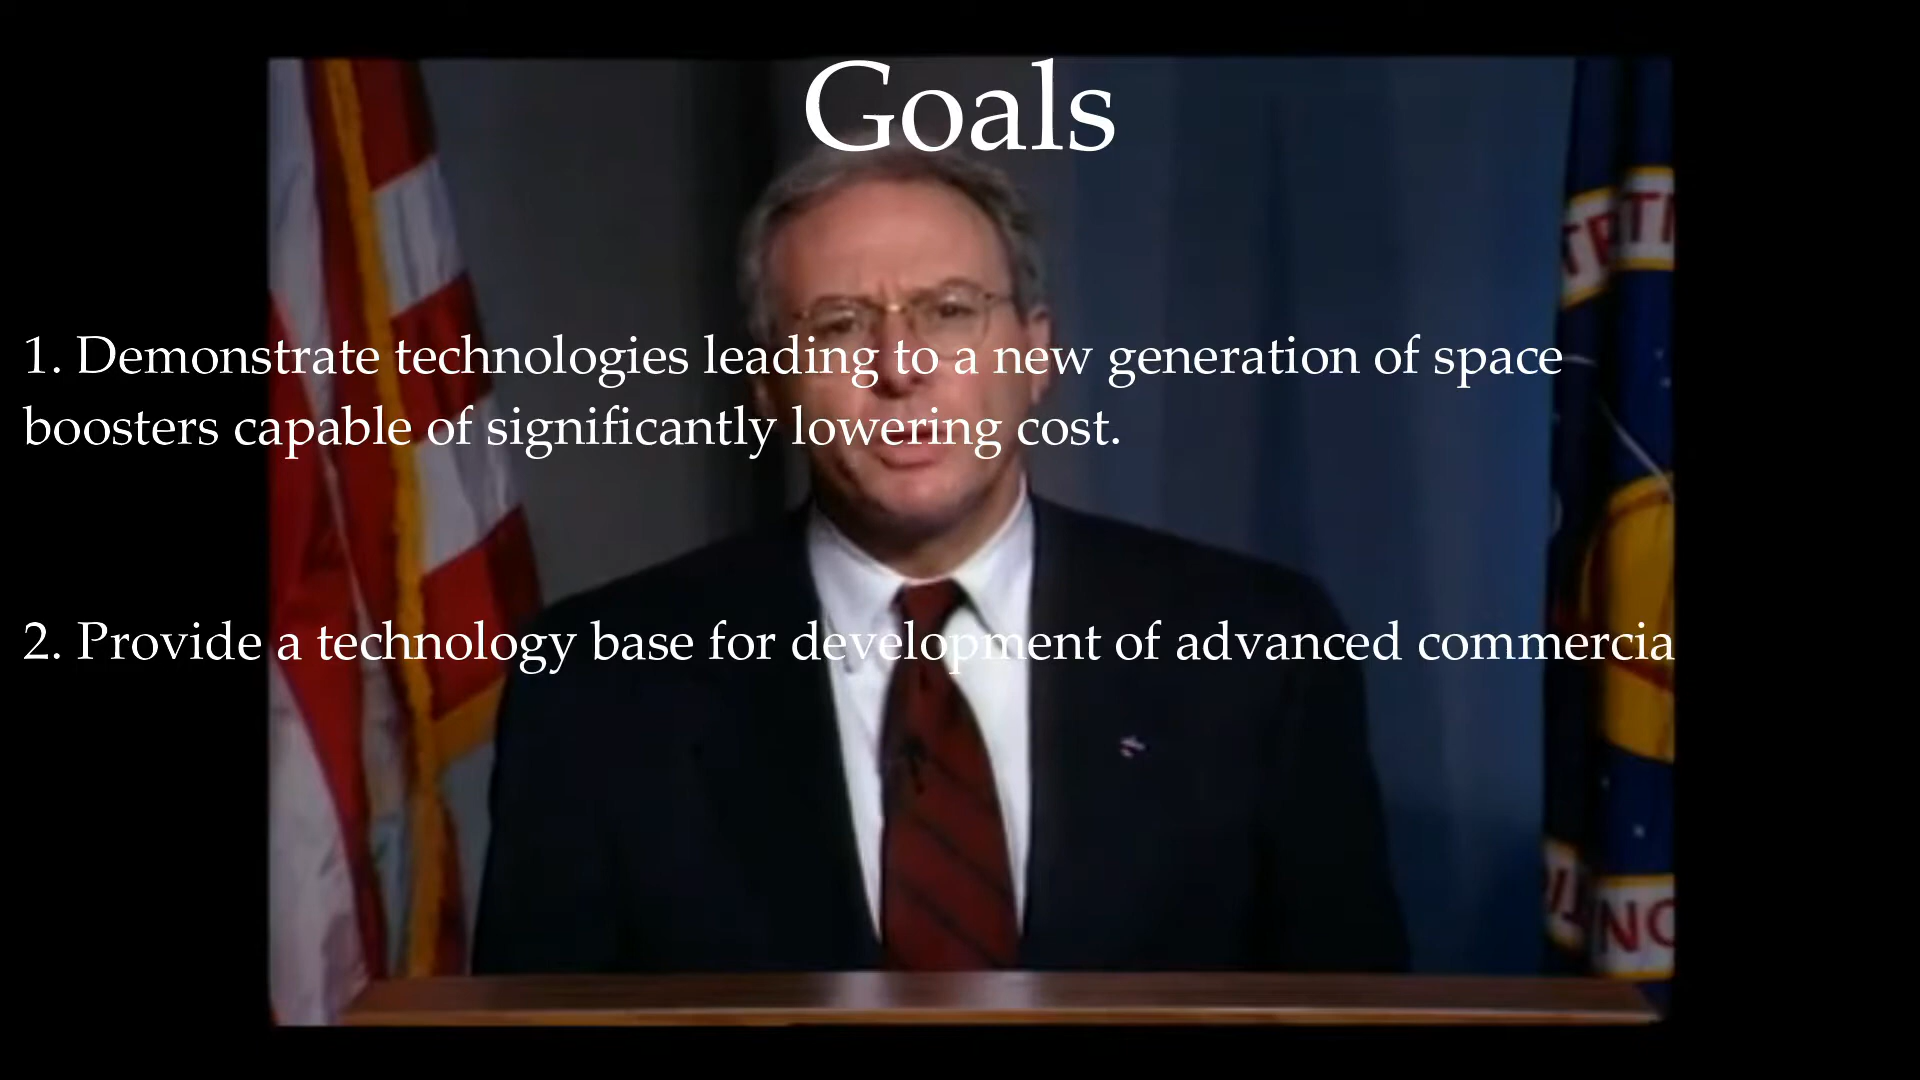 Goals
1. Demonstrate technologies leading to a new generation of space
boosters capable of significantly lowering cost.
2. Provide a technology base for development of advanced commercia